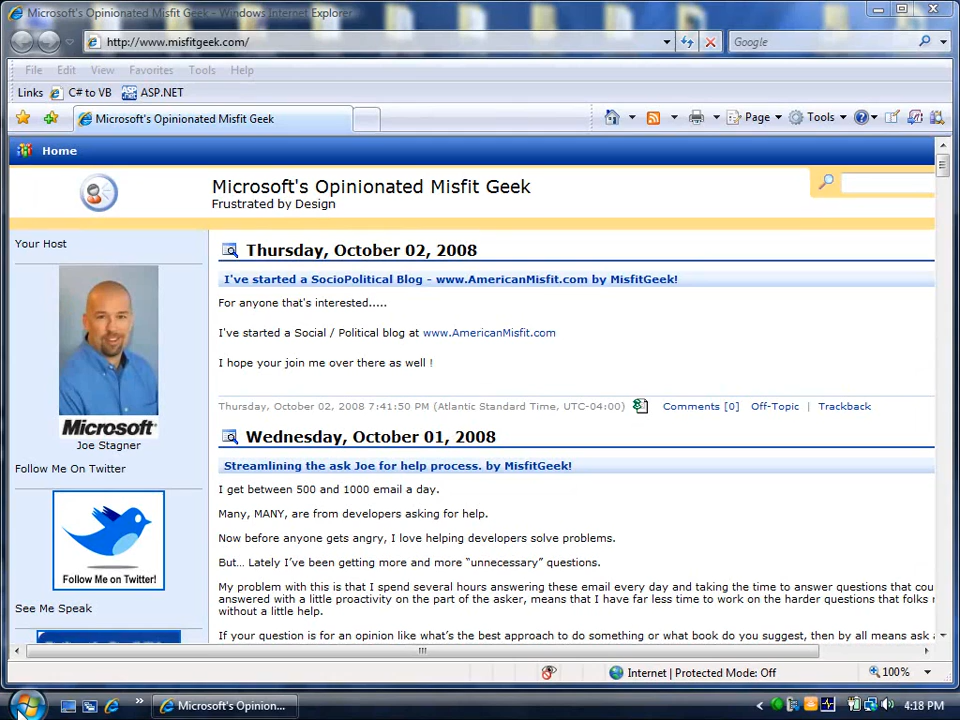 Microsoft's Opinionated Misfit Geek - Windows Internet Explorer
http://www.misfitgeek.com/
Google
File Edit View Favorites Tools Help
Links C# to VB ASP.NET
Microsoft's Opinionated Misfit Geek
Page Tools
Home
Microsoft's Opinionated Misfit Geek
Frustrated by Design
Your Host
Microsoft
Joe Stagner
Follow Me On Twitter
Follow Me on Twitter!
See Me Speak
Thursday, October 02, 2008
I've started a SocioPolitical Blog - www.AmericanMisfit.com by MisfitGeek!
For anyone that's interested.....
I've started a Social / Political blog at www.AmericanMisfit.com
I hope your join me over there as well !
Thursday, October 02, 2008 7:41:50 PM (Atlantic Standard Time, UTC-04:00) Comments [0] Off-Topic | Trackback
Wednesday, October 01, 2008
Streamlining the ask Joe for help process. by MisfitGeek!
I get between 500 and 1000 email a day.
Many, MANY, are from developers asking for help.
Now before anyone gets angry, I love helping developers solve problems.
But... Lately I've been getting more and more “unnecessary” questions.
My problem with this is that I spend several hours answering these email every day and taking the time to answer questions that cou
answered with a little proactivity on the part of the asker, means that I have far less time to work on the harder questions that folks
without a little help.
If your question is for an opinion like what's the best approach to do something or what book do you suggest, then by all means ask
Internet | Protected Mode: Off
100%
Microsoft's Opinion...
4:18 PM